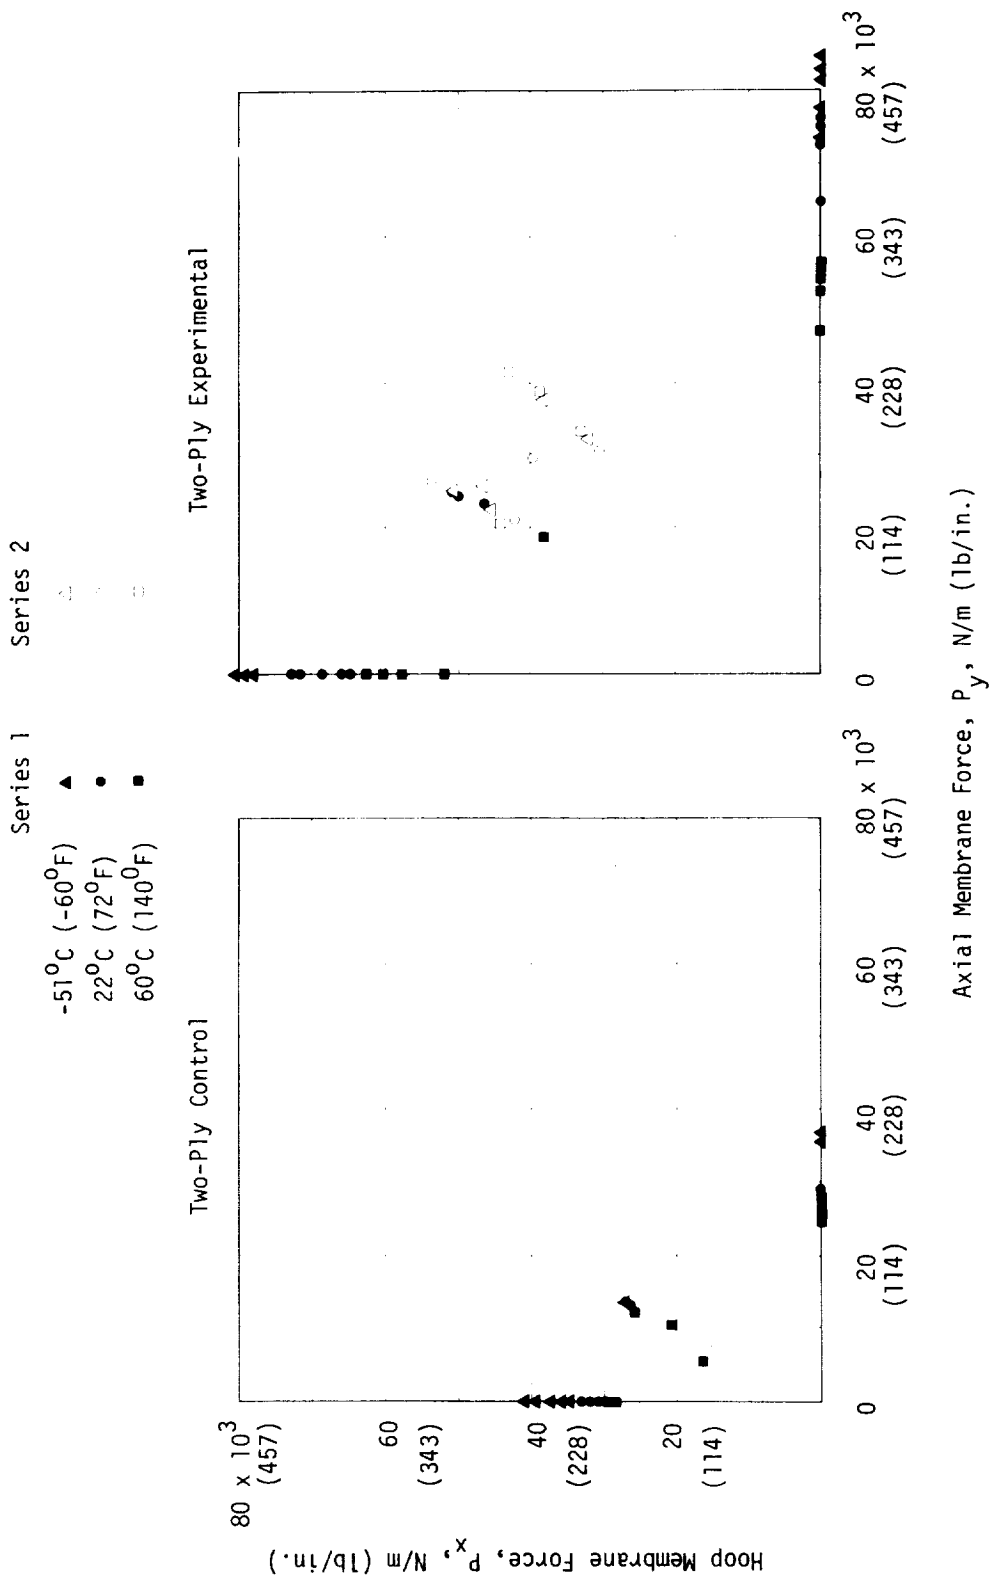 Series 1
Series 2
-51°C (-60°F)
22°C (72°F)
60°C (140°F)
Two-Ply Control
Two-Ply Experimental
80 x 10³
(457)
60
(343)
40
(228)
20
(114)
Hoop Membrane Force, Pₓ, N/m (lb/in.)
0
20
(114)
40
(228)
60
(343)
80 x 10³
(457)
0
20
(114)
40
(228)
60
(343)
80 x 10³
(457)
Axial Membrane Force, P_y, N/m (lb/in.)